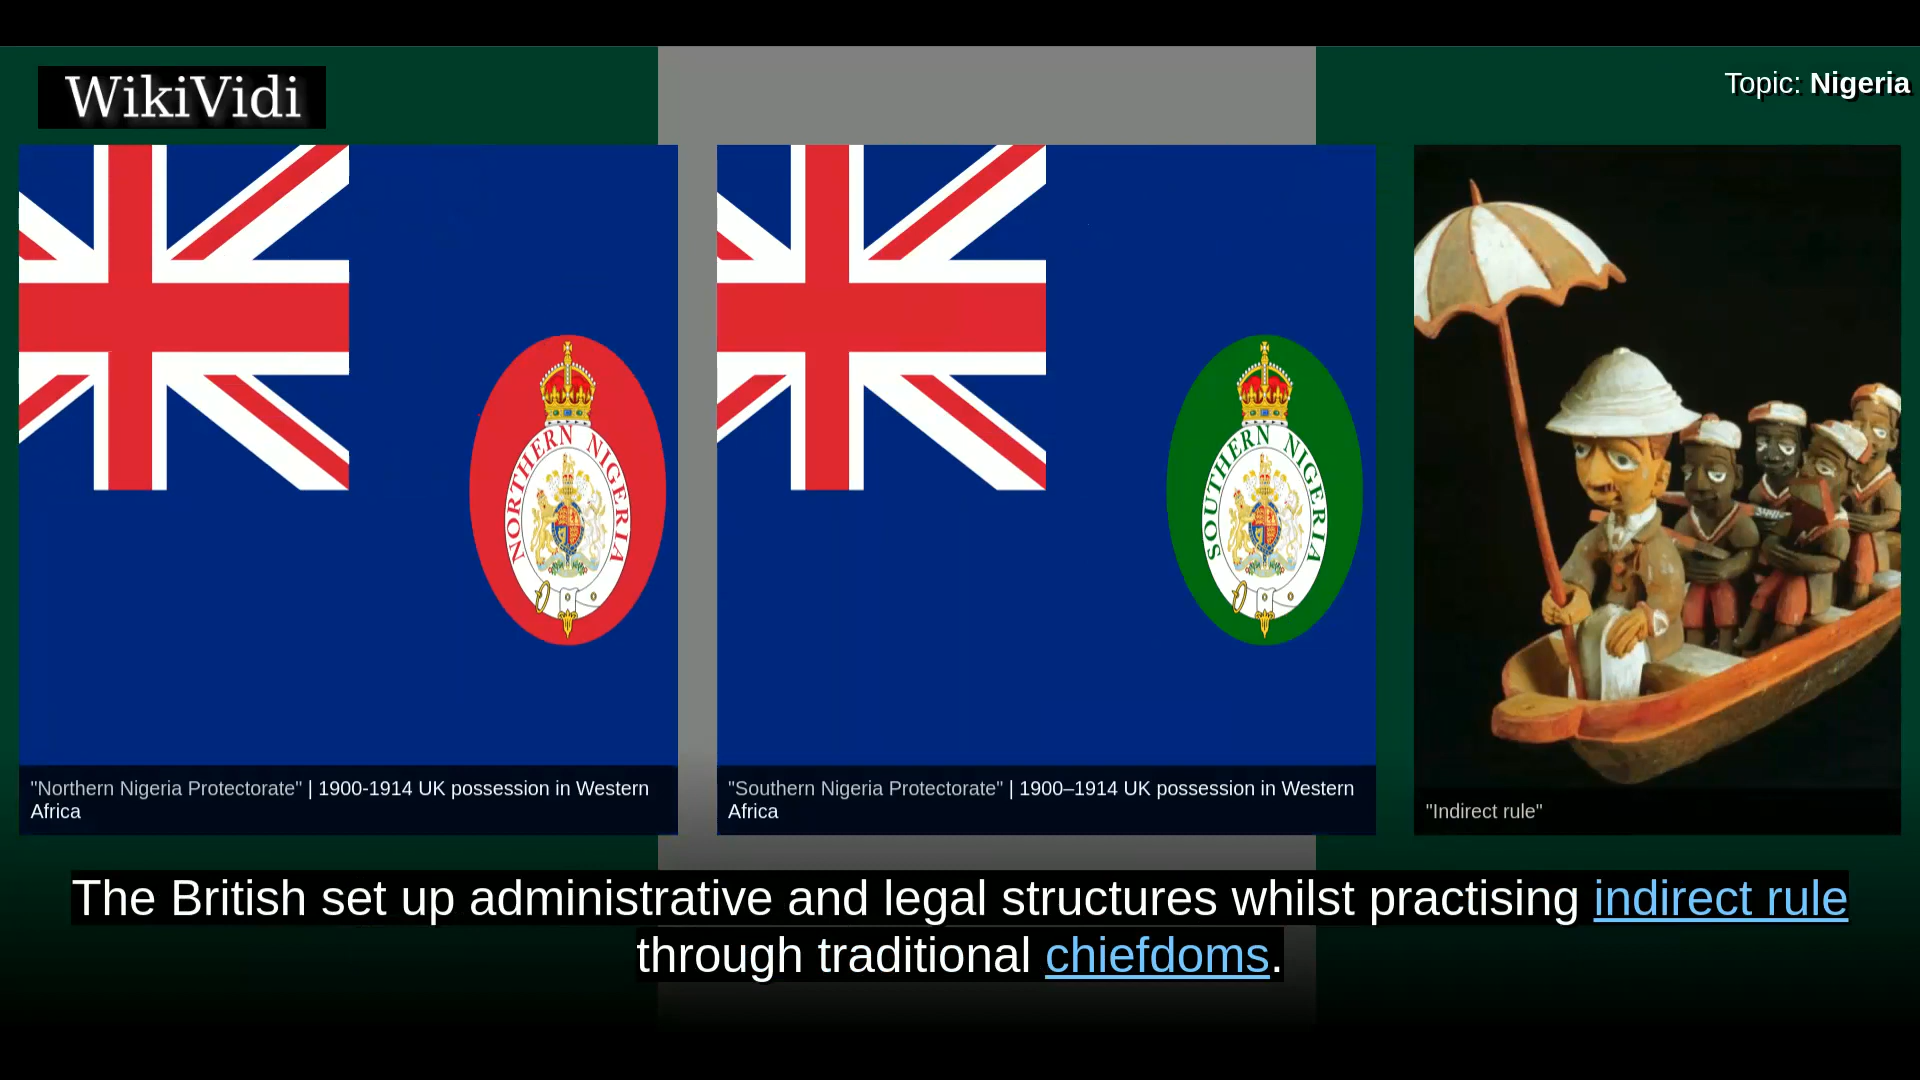 WikiVidi
Topic: Nigeria
NORTHERN NIGERIA
SOUTHERN NIGERIA
"Northern Nigeria Protectorate" | 1900-1914 UK possession in Western
Africa
"Southern Nigeria Protectorate" | 1900–1914 UK possession in Western
Africa
"Indirect rule"
The British set up administrative and legal structures whilst practising indirect rule
through traditional chiefdoms.